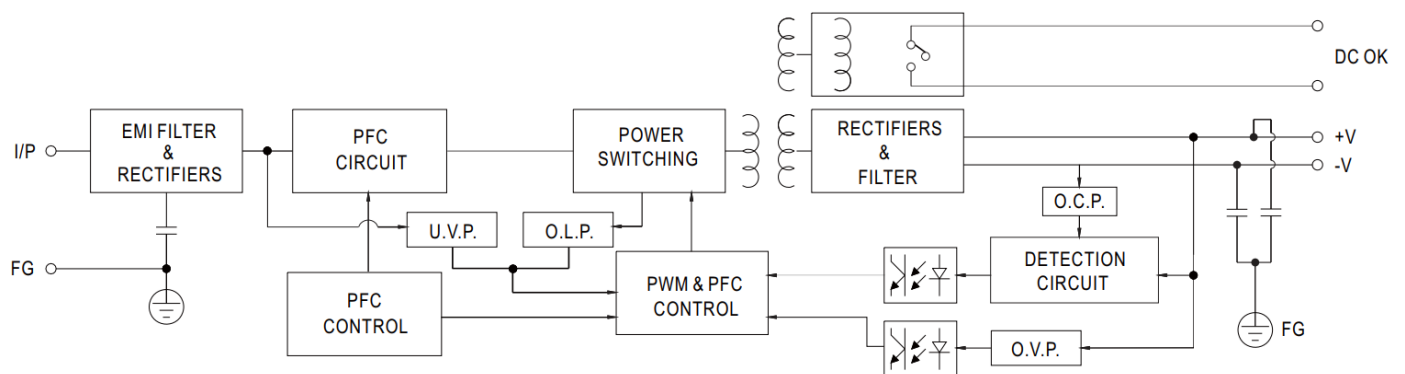 DC OK
I/P
EMI FILTER
&
RECTIFIERS
PFC
CIRCUIT
POWER
SWITCHING
RECTIFIERS
&
FILTER
+V
-V
O.C.P.
U.V.P.
O.L.P.
FG
PFC
CONTROL
PWM & PFC
CONTROL
DETECTION
CIRCUIT
FG
O.V.P.